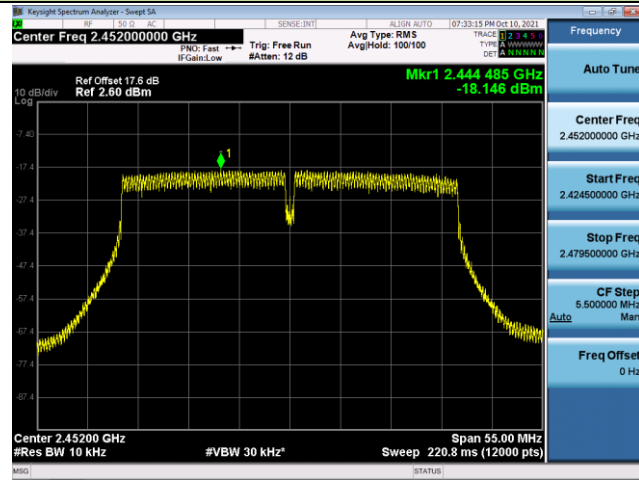 Keysight Spectrum Analyzer - Swept SA
RF 50 Ω AC SENSE:INT ALIGN AUTO 07:33:15 PM Oct 10, 2021
Center Freq 2.452000000 GHz
PNO: Fast
IFGain:Low
Trig: Free Run
#Atten: 12 dB
Avg Type: RMS
Avg|Hold: 100/100
TRACE 1 2 3 4 5 6
TYPE A WWWWW
DET A NNNNN
Ref Offset 17.6 dB
10 dB/div Ref 2.60 dBm
Log
Mkr1 2.444 485 GHz
-18.146 dBm
1
-7.40
-17.4
-27.4
-37.4
-47.4
-57.4
-67.4
-77.4
-87.4
Center 2.45200 GHz Span 55.00 MHz
#Res BW 10 kHz #VBW 30 kHz* Sweep 220.8 ms (12000 pts)
MSG STATUS
Frequency
Auto Tune
Center Freq
2.452000000 GHz
Start Freq
2.424500000 GHz
Stop Freq
2.479500000 GHz
CF Step
5.500000 MHz
Auto Man
Freq Offset
0 Hz